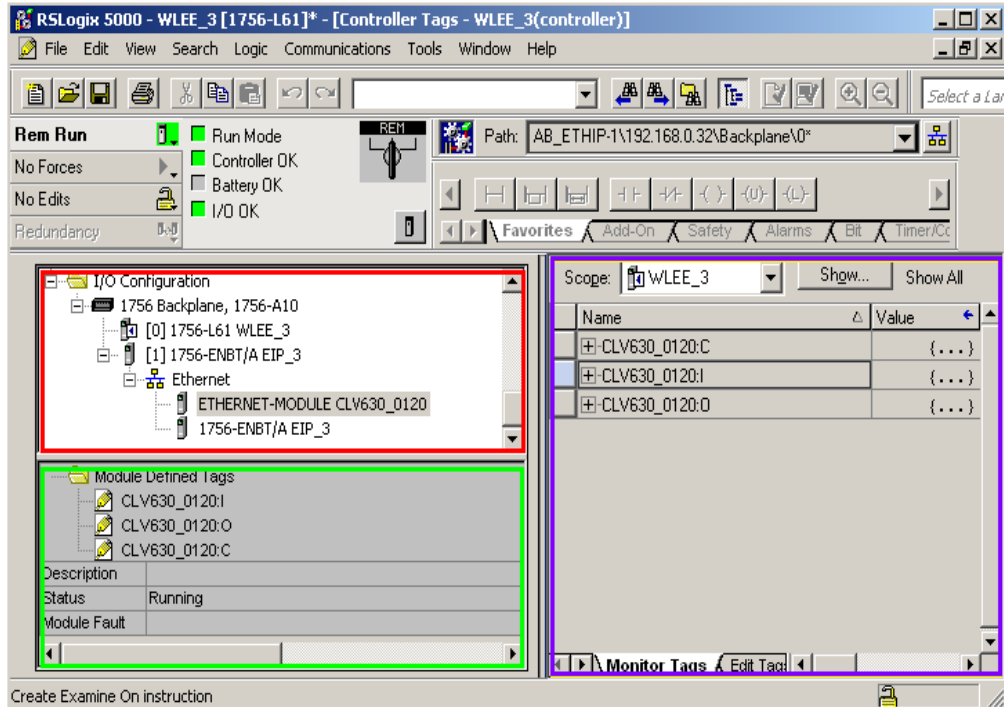 RSLogix 5000 - WLEE_3 [1756-L61]* - [Controller Tags - WLEE_3(controller)]
File Edit View Search Logic Communications Tools Window Help
Select a La
Rem Run
No Forces
No Edits
Redundancy
Run Mode
Controller OK
Battery OK
I/O OK
REM
Path: AB_ETHIP-1\192.168.0.32\Backplane\0*
Favorites Add-On Safety Alarms Bit Timer/Cc
I/O Configuration
1756 Backplane, 1756-A10
[0] 1756-L61 WLEE_3
[1] 1756-ENBT/A EIP_3
Ethernet
ETHERNET-MODULE CLV630_0120
1756-ENBT/A EIP_3
Module Defined Tags
CLV630_0120:I
CLV630_0120:O
CLV630_0120:C
Description
Status Running
Module Fault
Scope: WLEE_3 Show... Show All
Name Value
CLV630_0120:C {...}
CLV630_0120:I {...}
CLV630_0120:O {...}
Monitor Tags Edit Tag
Create Examine On instruction